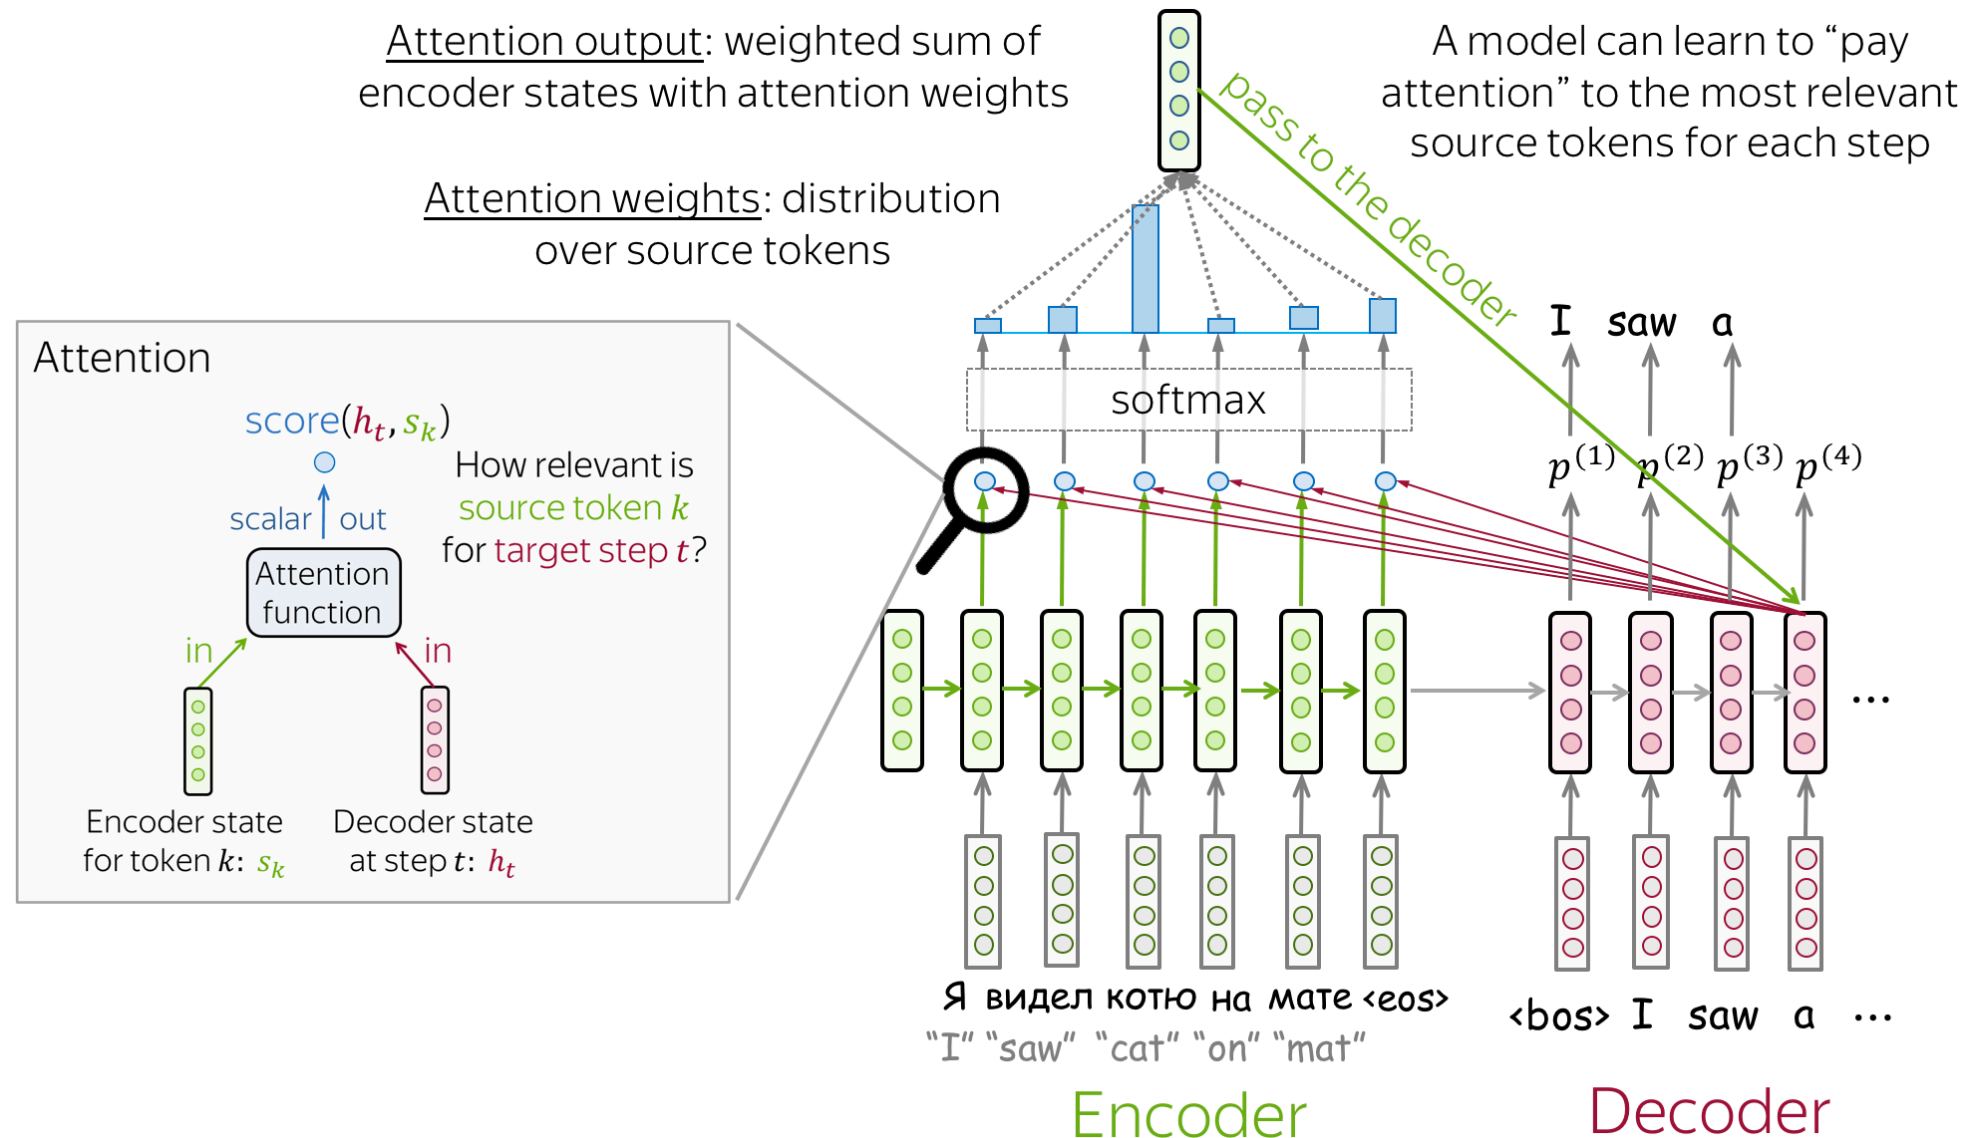 Attention output: weighted sum of
encoder states with attention weights
A model can learn to “pay
attention” to the most relevant
source tokens for each step
pass to the decoder
Attention weights: distribution
over source tokens
I saw a
Attention
softmax
score(hₜ, sₖ)
How relevant is
source token k
for target step t?
p⁽¹⁾ p⁽²⁾ p⁽³⁾ p⁽⁴⁾
scalar out
Attention
function
in in
...
Encoder state
for token k: sₖ
Decoder state
at step t: hₜ
Я видел котю на мате <eos>
“I” “saw” “cat” “on” “mat”
<bos> I saw a ...
Encoder
Decoder